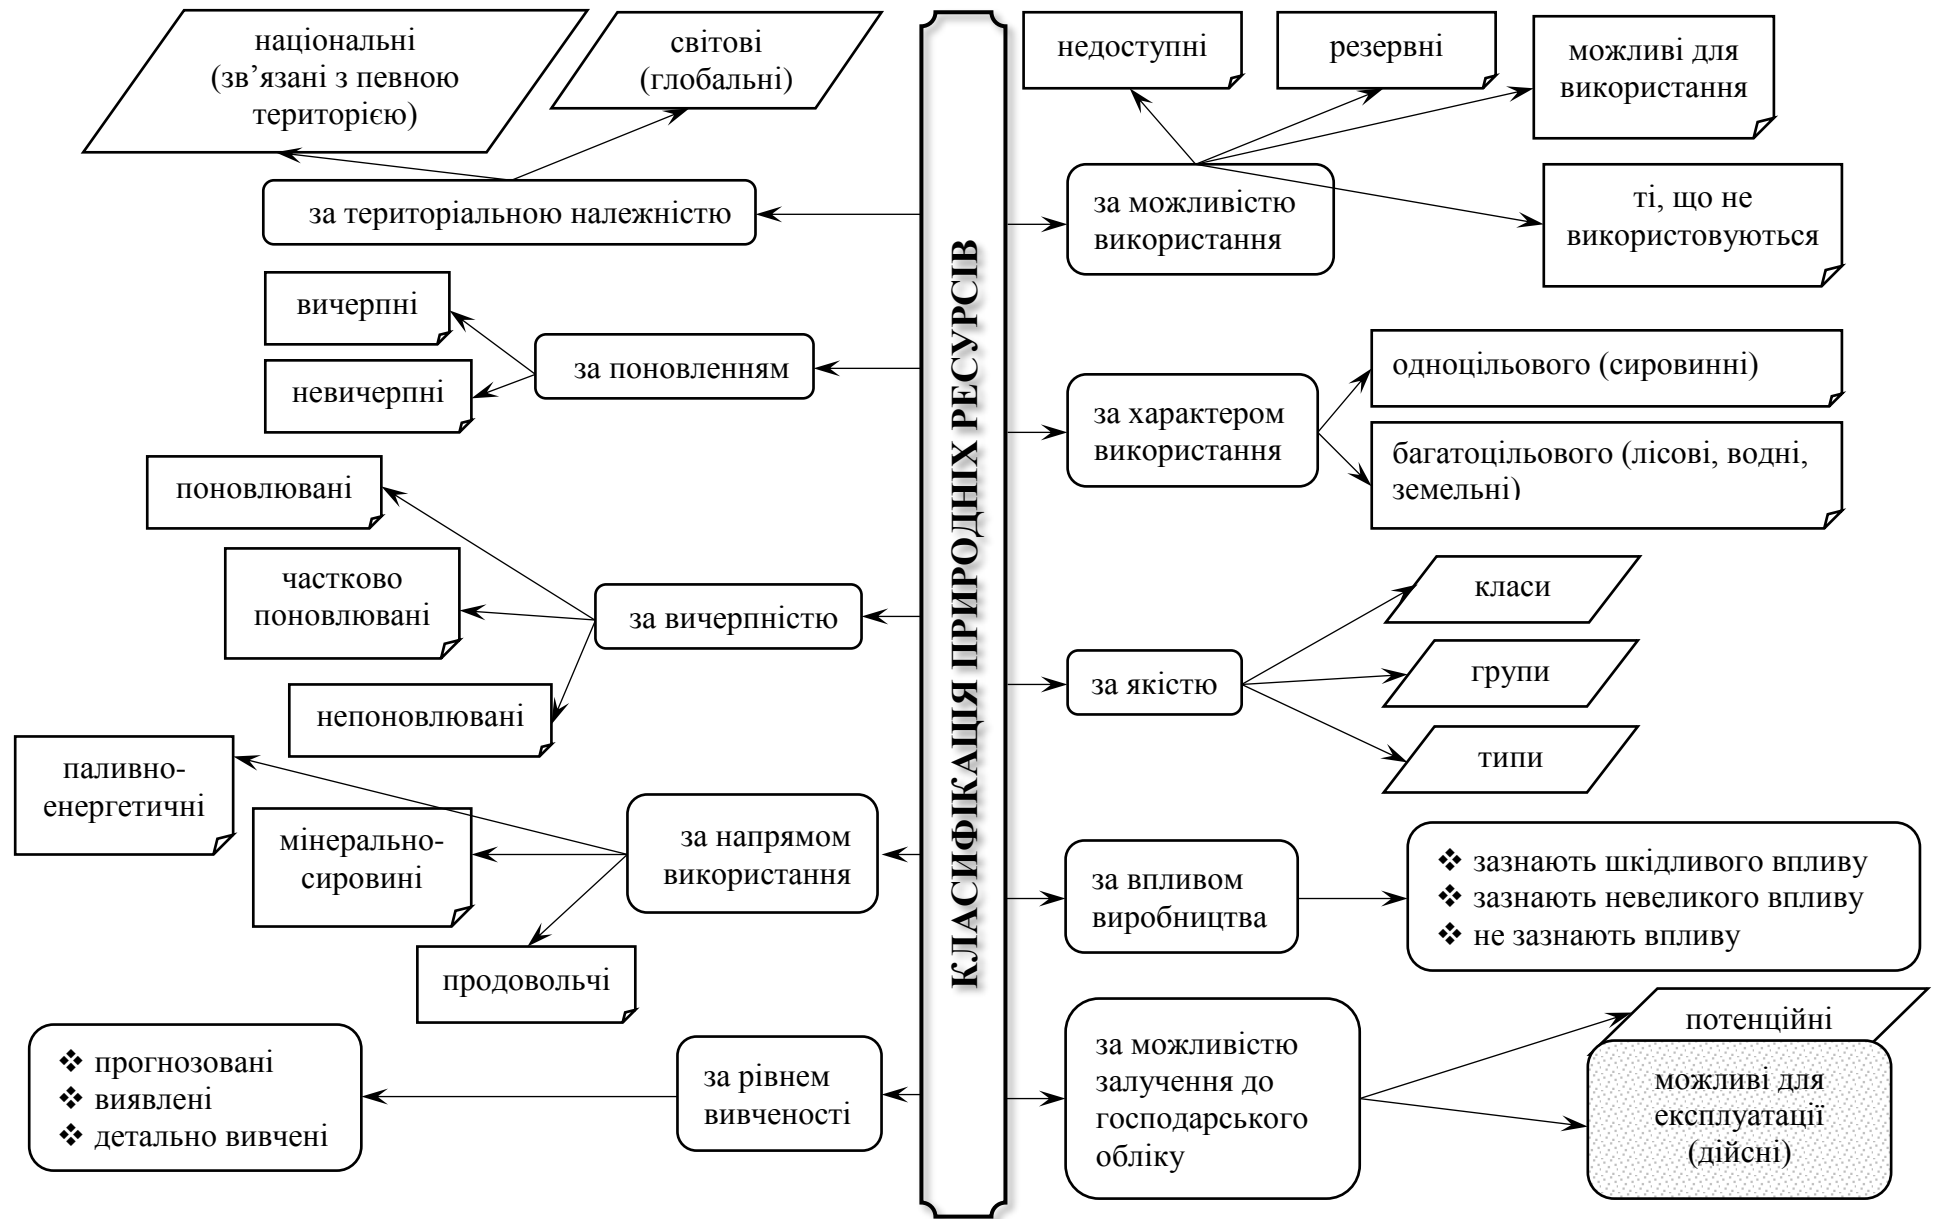 національні
(зв’язані з певною
територією)
світові
(глобальні)
за територіальною належністю
вичерпні
невичерпні
за поновленням
поновлювані
частково
поновлювані
непоновлювані
за вичерпністю
паливно-
енергетичні
мінерально-
сировині
продовольчі
за напрямом
використання
❖ прогнозовані
❖ виявлені
❖ детально вивчені
за рівнем
вивченості
КЛАСИФІКАЦІЯ ПРИРОДНІХ РЕСУРСІВ
недоступні
резервні
можливі для
використання
ті, що не
використовуються
за можливістю
використання
за характером
використання
одноцільового (сировинні)
багатоцільового (лісові, водні,
земельні)
за якістю
класи
групи
типи
за впливом
виробництва
❖ зазнають шкідливого впливу
❖ зазнають невеликого впливу
❖ не зазнають впливу
за можливістю
залучення до
господарського
обліку
потенційні
можливі для
експлуатації
(дійсні)